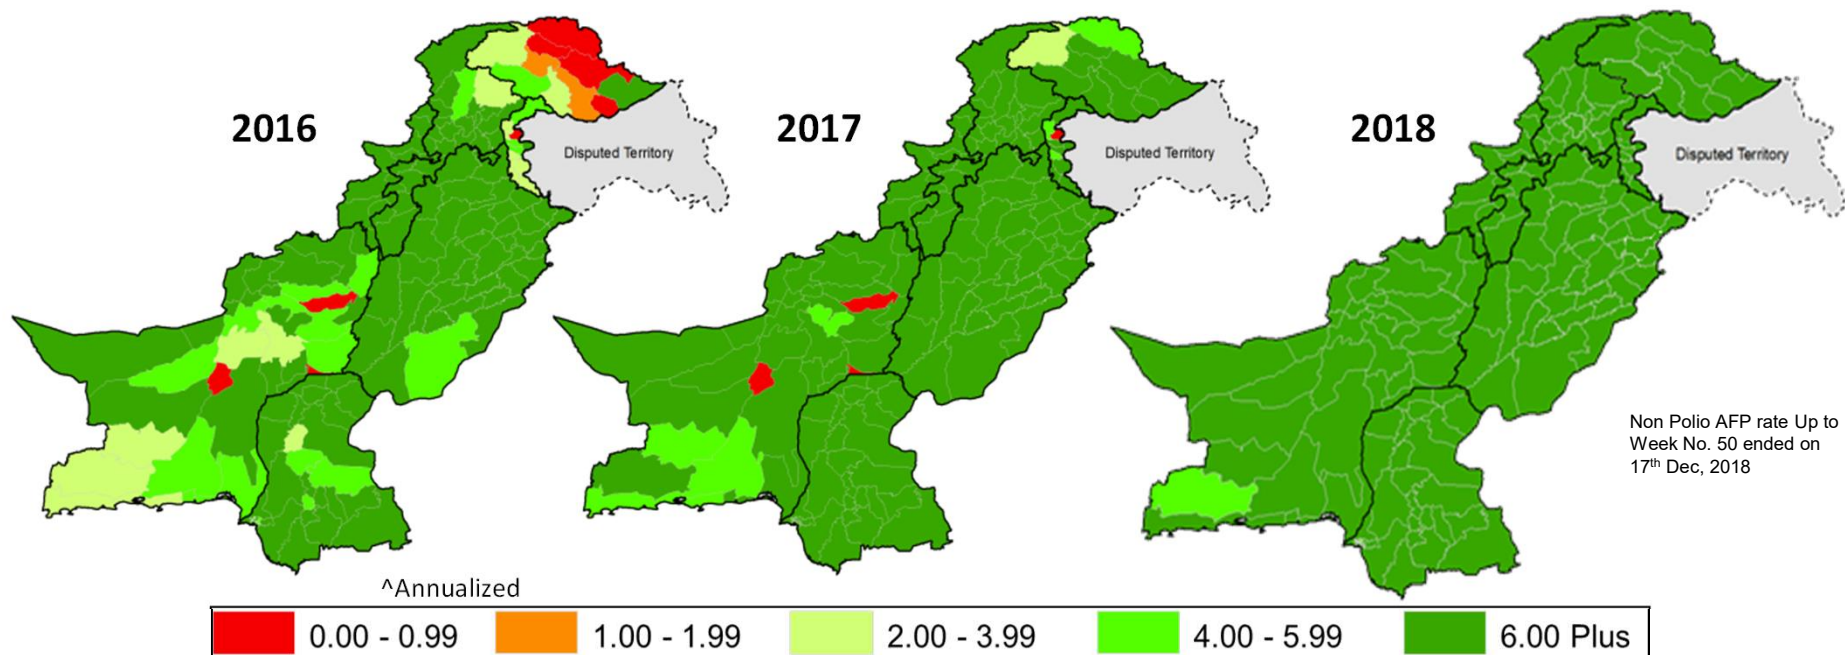 2016
2017
2018
Disputed Territory
Disputed Territory
Disputed Territory
Non Polio AFP rate Up to
Week No. 50 ended on
17th Dec, 2018
^Annualized
0.00 - 0.99
1.00 - 1.99
2.00 - 3.99
4.00 - 5.99
6.00 Plus